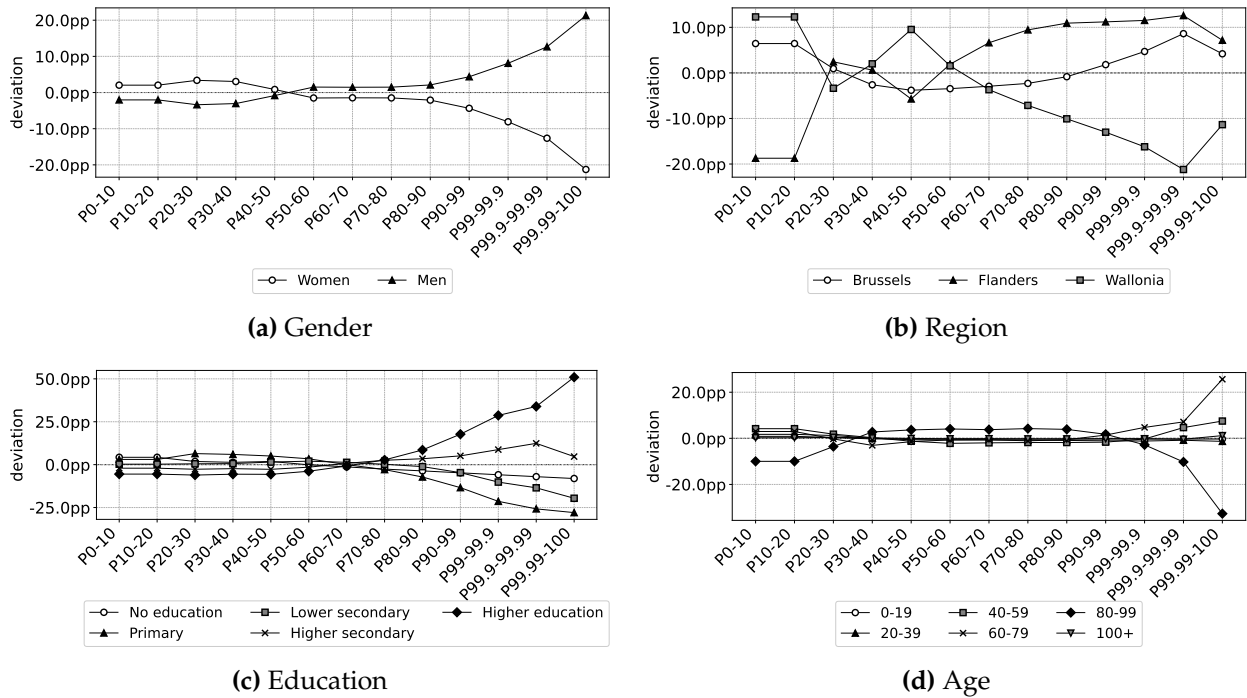 20.0pp
10.0pp
0.0pp
-10.0pp
-20.0pp
deviation
P0-10
P10-20
P20-30
P30-40
P40-50
P50-60
P60-70
P70-80
P80-90
P90-99
P99-99.9
P99.9-99.99
P99.99-100
Women Men
(a) Gender
10.0pp
0.0pp
-10.0pp
-20.0pp
deviation
P0-10
P10-20
P20-30
P30-40
P40-50
P50-60
P60-70
P70-80
P80-90
P90-99
P99-99.9
P99.9-99.99
P99.99-100
Brussels Flanders Wallonia
(b) Region
50.0pp
25.0pp
0.0pp
-25.0pp
deviation
P0-10
P10-20
P20-30
P30-40
P40-50
P50-60
P60-70
P70-80
P80-90
P90-99
P99-99.9
P99.9-99.99
P99.99-100
No education Lower secondary Higher education
Primary Higher secondary
(c) Education
20.0pp
0.0pp
-20.0pp
deviation
P0-10
P10-20
P20-30
P30-40
P40-50
P50-60
P60-70
P70-80
P80-90
P90-99
P99-99.9
P99.9-99.99
P99.99-100
0-19 40-59 80-99
20-39 60-79 100+
(d) Age